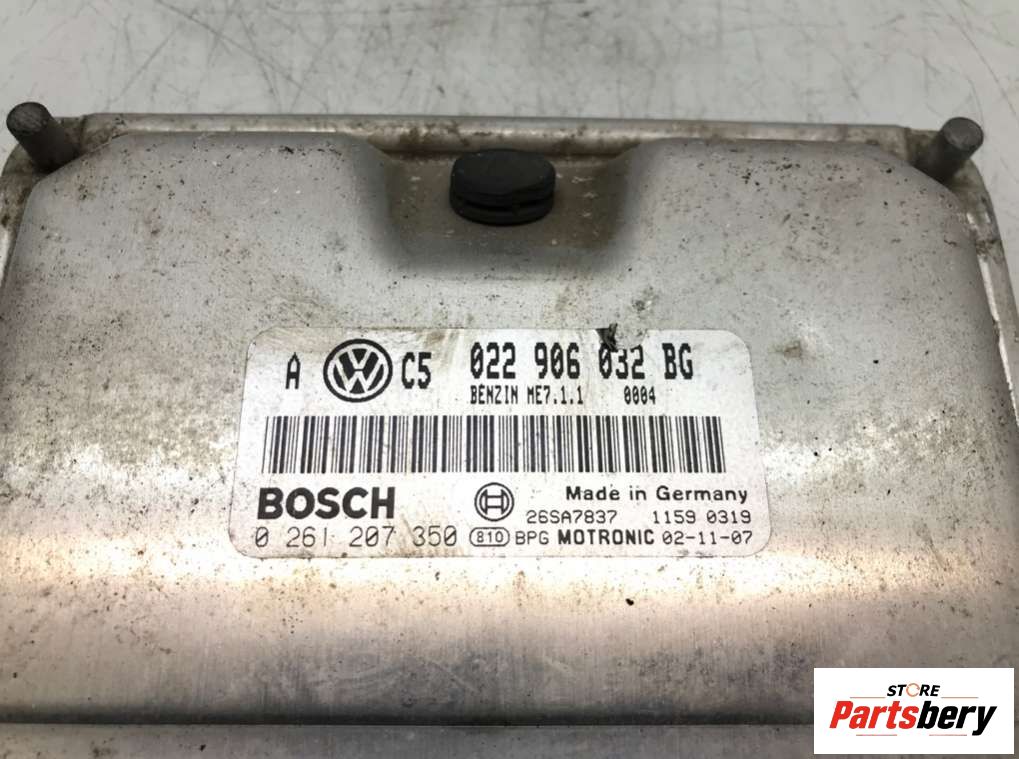 A VW C5 022 906 032 BG
BENZIN ME7.1.1 0004
BOSCH Made in Germany
26SA7837 1159 0319
0 261 207 350 810 BPG MOTRONIC 02-11-07
STORE
Partsbery